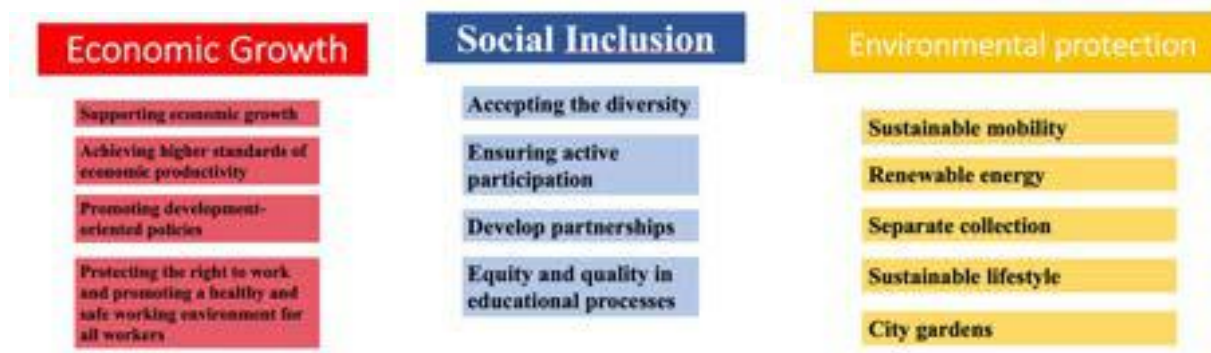 Economic Growth
Supporting economic growth
Achieving higher standards of
economic productivity
Promoting development-
oriented policies
Protecting the right to work
and promoting a healthy and
safe working environment for
all workers
Social Inclusion
Accepting the diversity
Ensuring active
participation
Develop partnerships
Equity and quality in
educational processes
Environmental protection
Sustainable mobility
Renewable energy
Separate collection
Sustainable lifestyle
City gardens